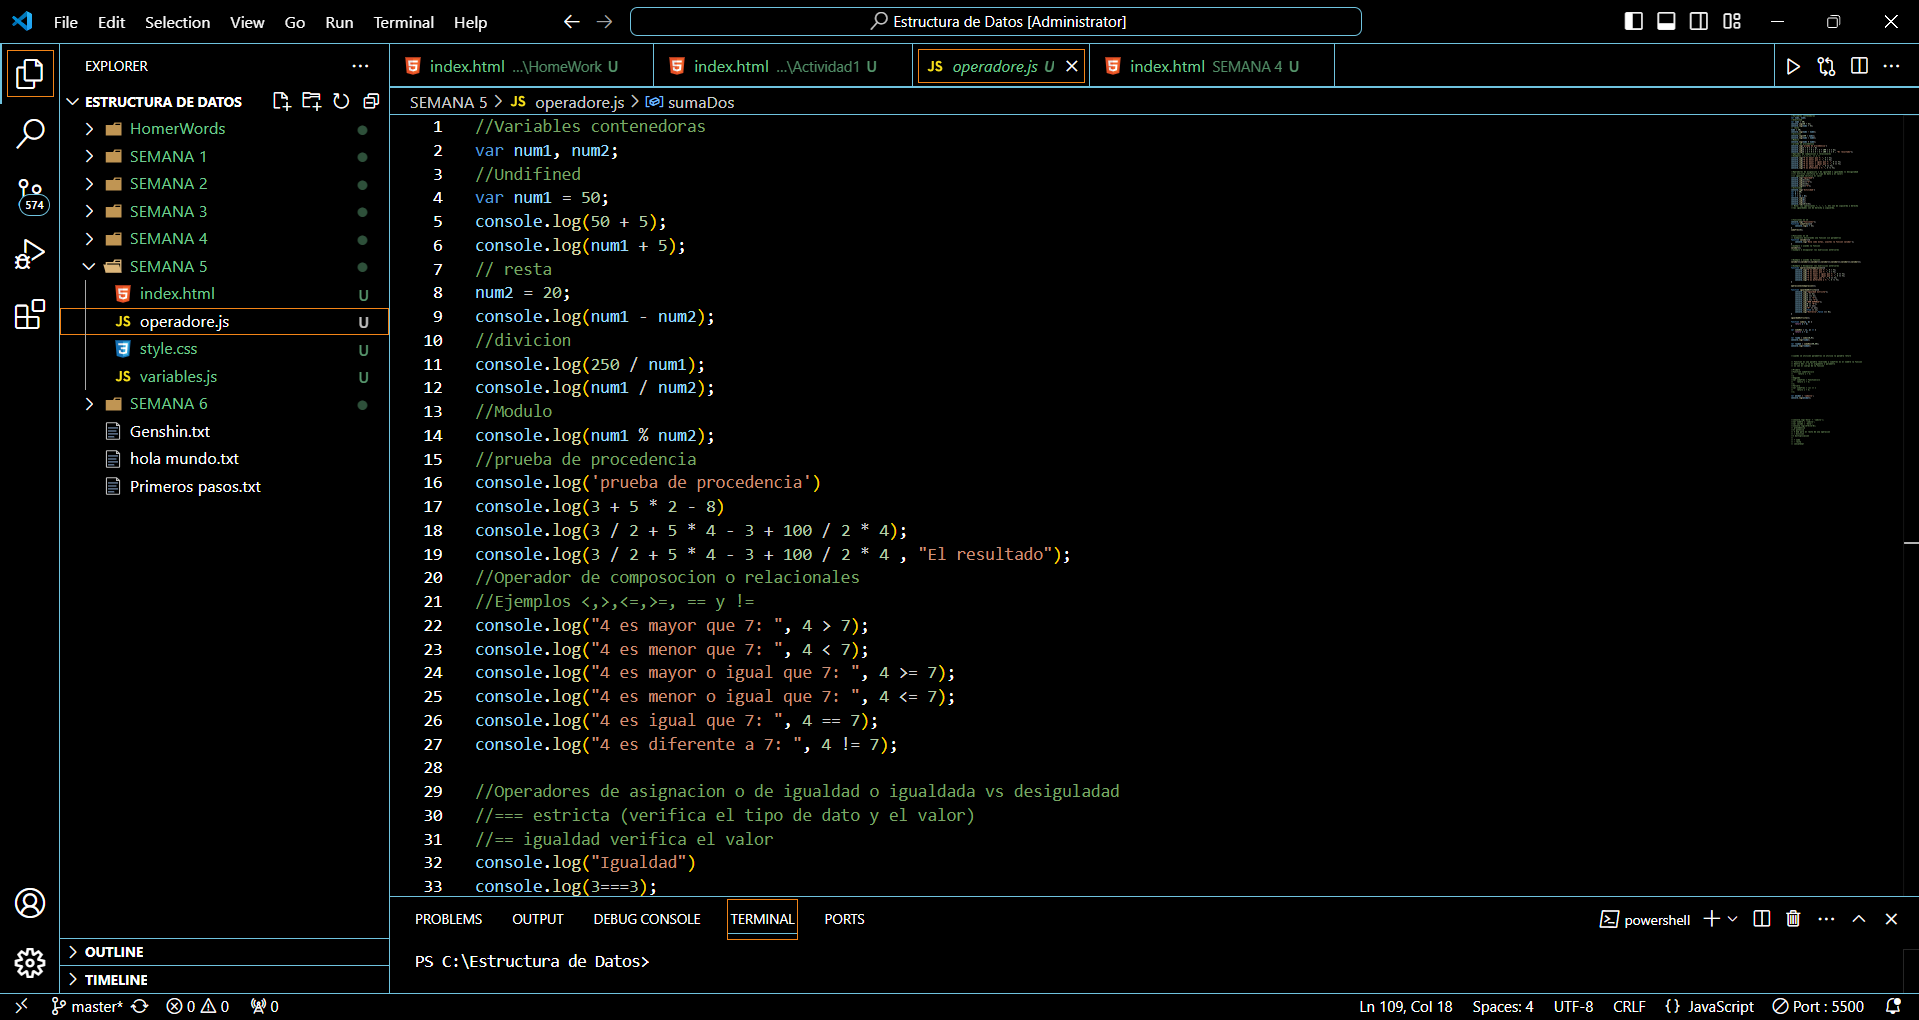 File Edit Selection View Go Run Terminal Help
Estructura de Datos [Administrator]
EXPLORER
ESTRUCTURA DE DATOS
HomerWords
SEMANA 1
SEMANA 2
SEMANA 3
SEMANA 4
SEMANA 5
index.html U
JS operadore.js U
style.css U
JS variables.js U
SEMANA 6
Genshin.txt
hola mundo.txt
Primeros pasos.txt
OUTLINE
TIMELINE
574
index.html ...\HomeWork U
index.html ...\Actividad1 U
JS operadore.js U
index.html SEMANA 4 U
SEMANA 5 > JS operadore.js > sumaDos
1 //Variables contenedoras
2 var num1, num2;
3 //Undifined
4 var num1 = 50;
5 console.log(50 + 5);
6 console.log(num1 + 5);
7 // resta
8 num2 = 20;
9 console.log(num1 - num2);
10 //divicion
11 console.log(250 / num1);
12 console.log(num1 / num2);
13 //Modulo
14 console.log(num1 % num2);
15 //prueba de procedencia
16 console.log('prueba de procedencia')
17 console.log(3 + 5 * 2 - 8)
18 console.log(3 / 2 + 5 * 4 - 3 + 100 / 2 * 4);
19 console.log(3 / 2 + 5 * 4 - 3 + 100 / 2 * 4 , "El resultado");
20 //Operador de composocion o relacionales
21 //Ejemplos <,>,<=,>=, == y !=
22 console.log("4 es mayor que 7: ", 4 > 7);
23 console.log("4 es menor que 7: ", 4 < 7);
24 console.log("4 es mayor o igual que 7: ", 4 >= 7);
25 console.log("4 es menor o igual que 7: ", 4 <= 7);
26 console.log("4 es igual que 7: ", 4 == 7);
27 console.log("4 es diferente a 7: ", 4 != 7);
28
29 //Operadores de asignacion o de igualdad o igualdada vs desiguladad
30 //=== estricta (verifica el tipo de dato y el valor)
31 //== igualdad verifica el valor
32 console.log("Igualdad")
33 console.log(3===3);
PROBLEMS OUTPUT DEBUG CONSOLE TERMINAL PORTS
powershell
PS C:\Estructura de Datos>
master* 0 0 0
Ln 109, Col 18 Spaces: 4 UTF-8 CRLF {} JavaScript Port : 5500